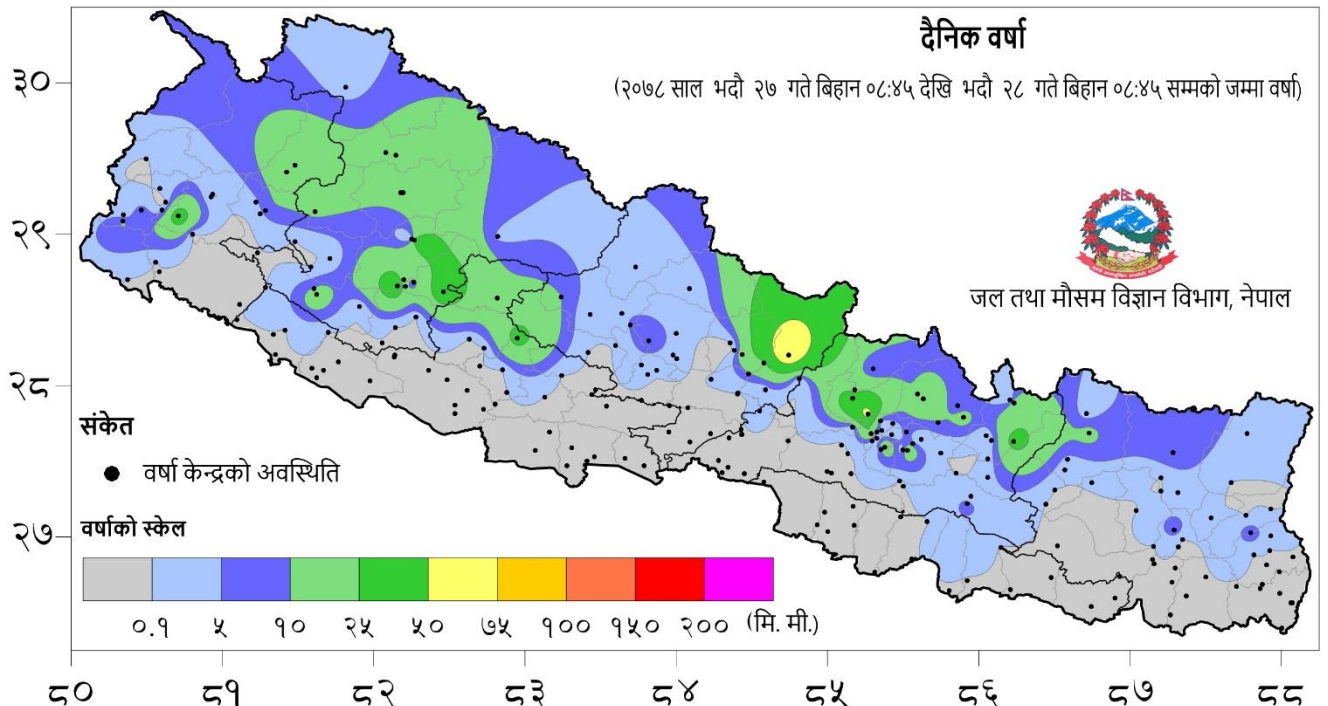 दैनिक वर्षा
(२०७८ साल भदौ २७ गते बिहान ०८:४५ देखि भदौ २८ गते बिहान ०८:४५ सम्मको जम्मा वर्षा)
३०
२९
२८
२७
जल तथा मौसम विज्ञान विभाग, नेपाल
संकेत
वर्षा केन्द्रको अवस्थिति
वर्षाको स्केल
०.१ ५ १० २५ ५० ७५ १०० १५० २०० (मि. मी.)
८० ८१ ८२ ८३ ८४ ८५ ८६ ८७ ८८